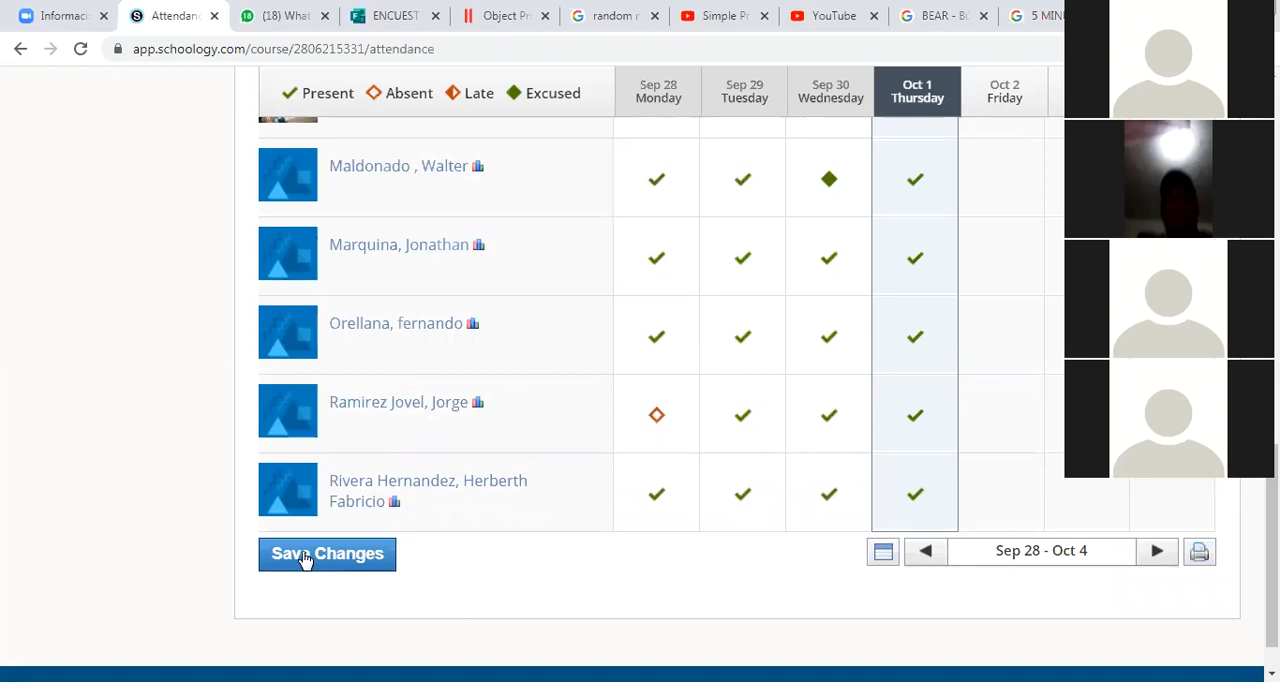 Informaci
Attendanc
(18) What
ENCUEST
Object Pr
random r
Simple P
YouTube
BEAR - B
5 MINU
app.schoology.com/course/2806215331/attendance
Present Absent Late Excused
Sep 28 Sep 29 Sep 30 Oct 1 Oct 2
Monday Tuesday Wednesday Thursday Friday
Maldonado , Walter
Marquina, Jonathan
Orellana, fernando
Ramirez Jovel, Jorge
Rivera Hernandez, Herberth
Fabricio
Save Changes
Sep 28 - Oct 4